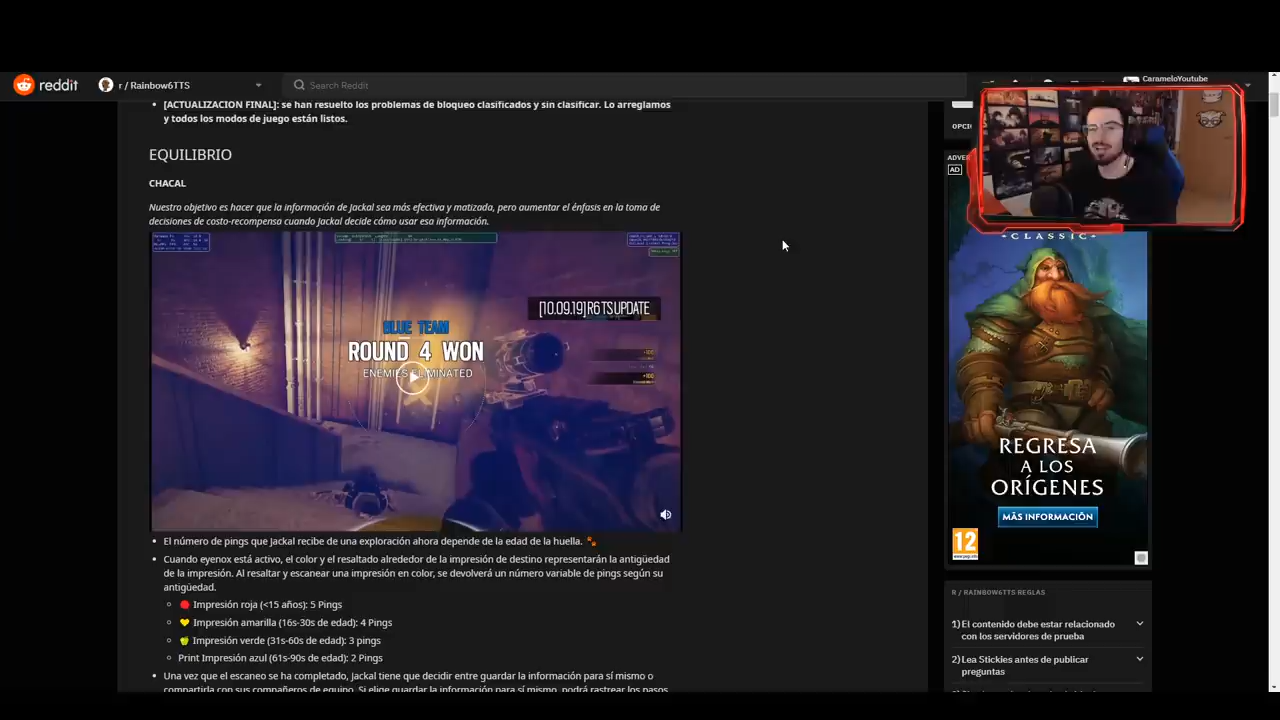 reddit
r / Rainbow6TTS
Search Reddit
CarameloYoutube
[ACTUALIZACION FINAL]: se han resuelto los problemas de bloqueo clasificados y sin clasificar. Lo arreglamos
y todos los modos de juego están listos.
EQUILIBRIO
CHACAL
Nuestro objetivo es hacer que la información de Jackal sea más efectiva y matizada, pero aumentar el énfasis en la toma de
decisiones de costo-recompensa cuando Jackal decide cómo usar esa información.
[10.09.19]R6 TS UPDATE
BLUE TEAM
ROUND 4 WON
ENEMIES ELIMINATED
El número de pings que Jackal recibe de una exploración ahora depende de la edad de la huella.
Cuando eyenox está activo, el color y el resaltado alrededor de la impresión de destino representarán la antigüedad
de la impresión. Al resaltar y escanear una impresión en color, se devolverá un número variable de pings según su
antigüedad.
Impresión roja (<15 años): 5 Pings
Impresión amarilla (16s-30s de edad): 4 Pings
Impresión verde (31s-60s de edad): 3 pings
Print Impresión azul (61s-90s de edad): 2 Pings
Una vez que el escaneo se ha completado, Jackal tiene que decidir entre guardar la información para sí mismo o
compartirla con sus compañeros de equipo. Si elige guardar la información para sí mismo, podrá rastrear los pasos
OPCI
ADVER
AD
CLASSIC
REGRESA
A LOS
ORÍGENES
MÁS INFORMACIÓN
12
R / RAINBOW6TTS REGLAS
1) El contenido debe estar relacionado
con los servidores de prueba
2) Lea Stickies antes de publicar
preguntas